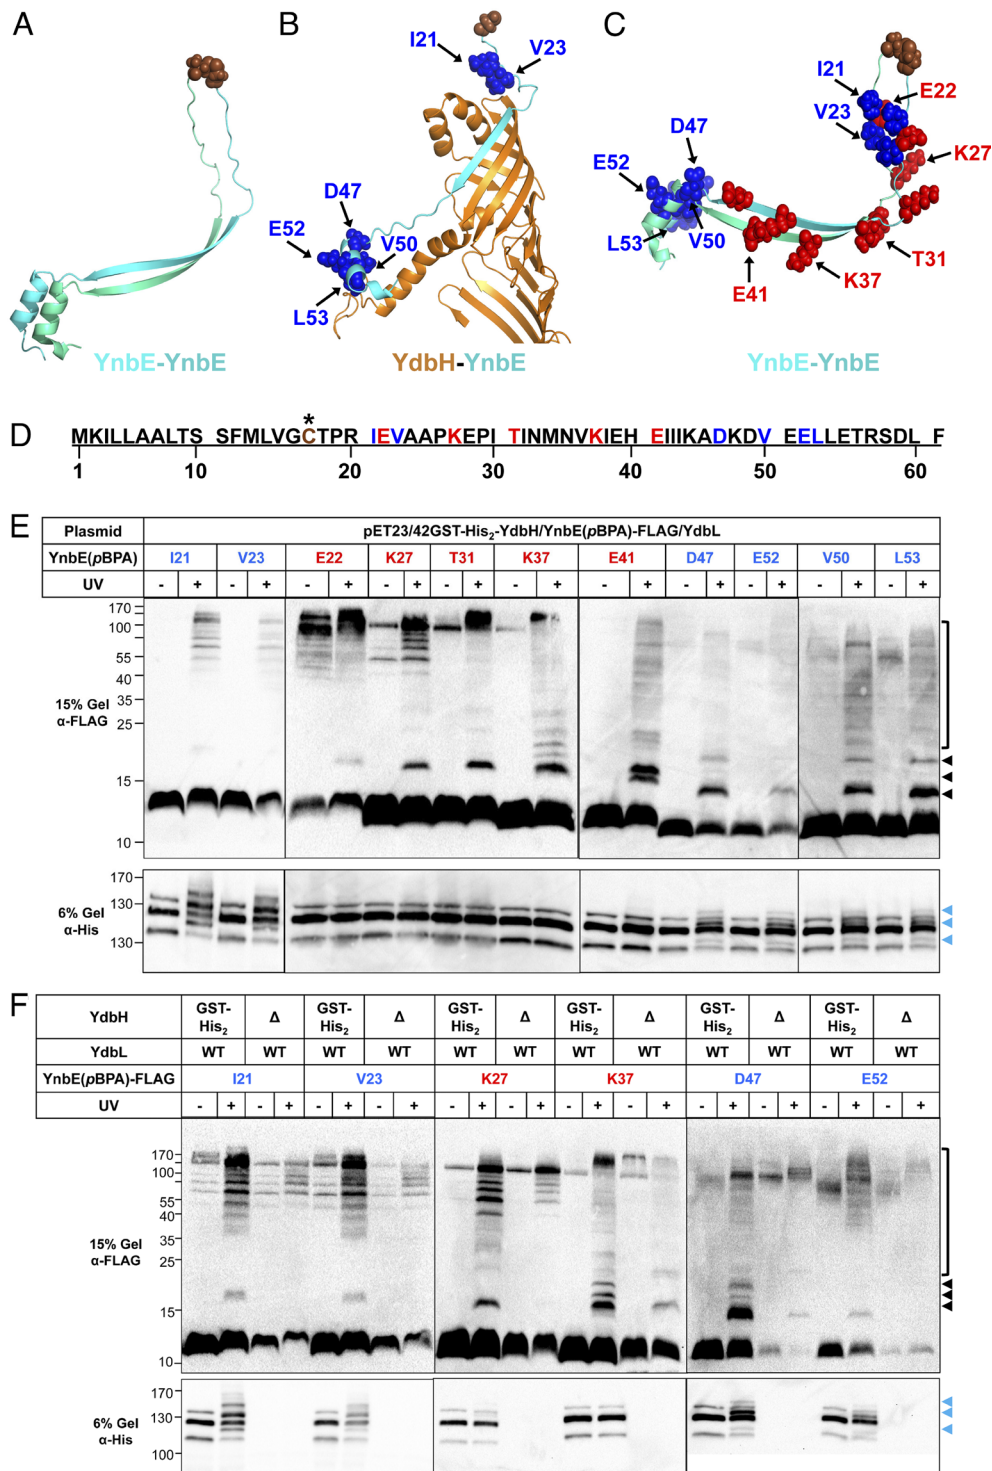 A
B
C
I21
V23
D47
E52
V50
L53
I21
E22
V23
D47
K27
E52
V50
L53
T31
E41
K37
YnbE-YnbE
YdbH-YnbE
YnbE-YnbE
*
D
MKILLAALTS SFMLVGCTPR IEVAAPKEPI TINMNVKIEH EIIIKADKDV EELLETRSDL F
1 10 20 30 40 50 60
E
Plasmid pET23/42GST-His2-YdbH/YnbE(pBPA)-FLAG/YdbL
YnbE(pBPA) I21 V23 E22 K27 T31 K37 E41 D47 E52 V50 L53
UV - + - + - + - + - + - + - + - + - + - + - +
170
100
55
40
35
25
15
10
15% Gel
α-FLAG
170
130
130
6% Gel
α-His
F
YdbH GST-His2 Δ GST-His2 Δ GST-His2 Δ GST-His2 Δ GST-His2 Δ GST-His2 Δ
YdbL WT WT WT WT WT WT WT WT WT WT WT WT
YnbE(pBPA)-FLAG I21 V23 K27 K37 D47 E52
UV - + - + - + - + - + - + - + - + - + - + - + - +
170
100
55
40
35
25
15
10
15% Gel
α-FLAG
170
130
100
6% Gel
α-His